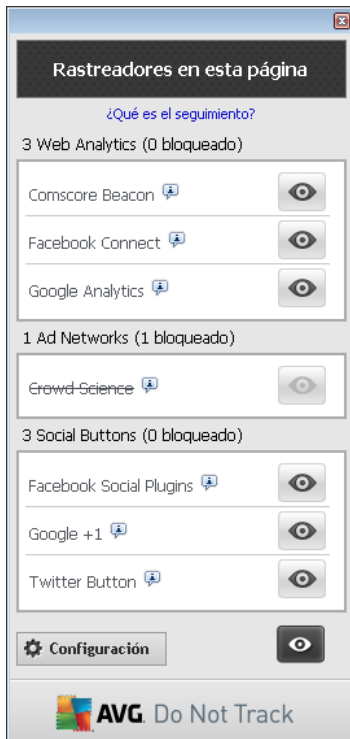 Rastreadores en esta página
¿Qué es el seguimiento?
3 Web Analytics (0 bloqueado)
Comscore Beacon
Facebook Connect
Google Analytics
1 Ad Networks (1 bloqueado)
Crowd Science
3 Social Buttons (0 bloqueado)
Facebook Social Plugins
Google +1
Twitter Button
Configuración
AVG. Do Not Track